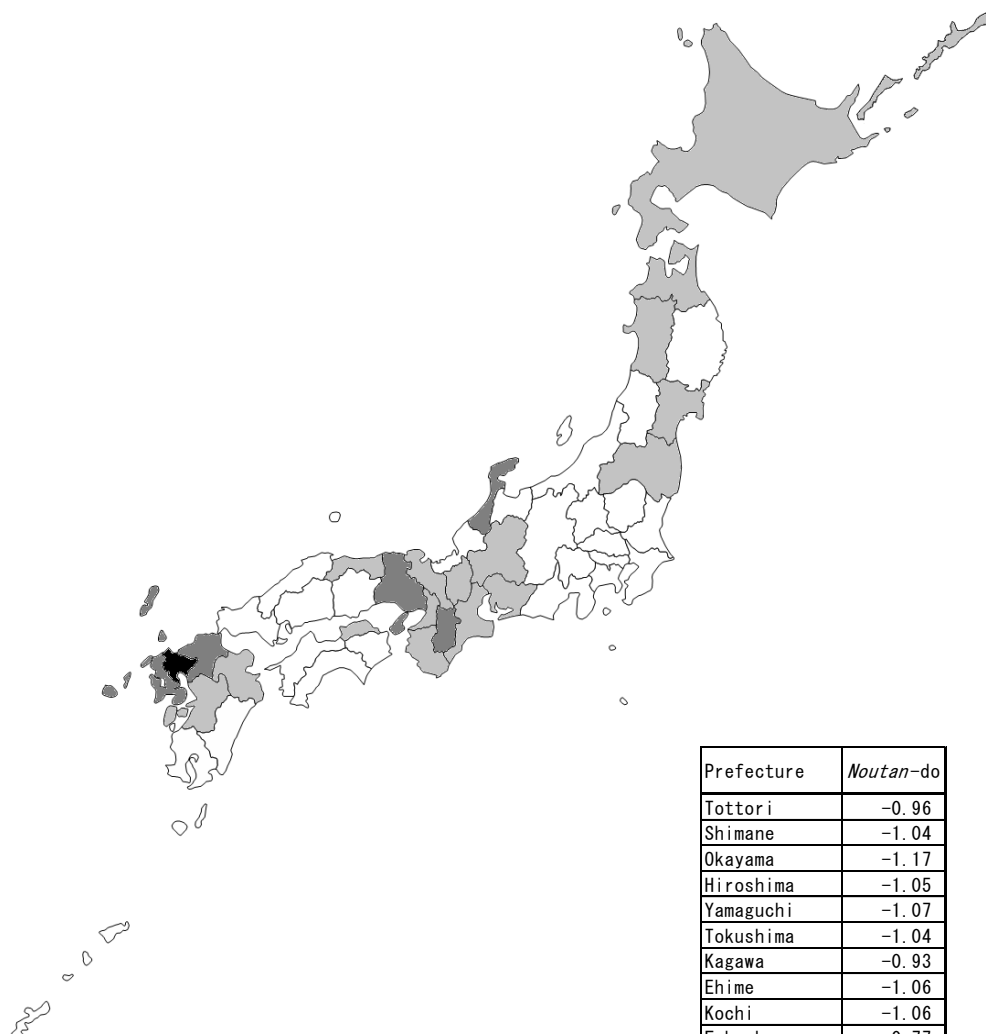 Prefecture Noutan-do
Tottori -0.96
Shimane -1.04
Okayama -1.17
Hiroshima -1.05
Yamaguchi -1.07
Tokushima -1.04
Kagawa -0.93
Ehime -1.06
Kochi -1.06